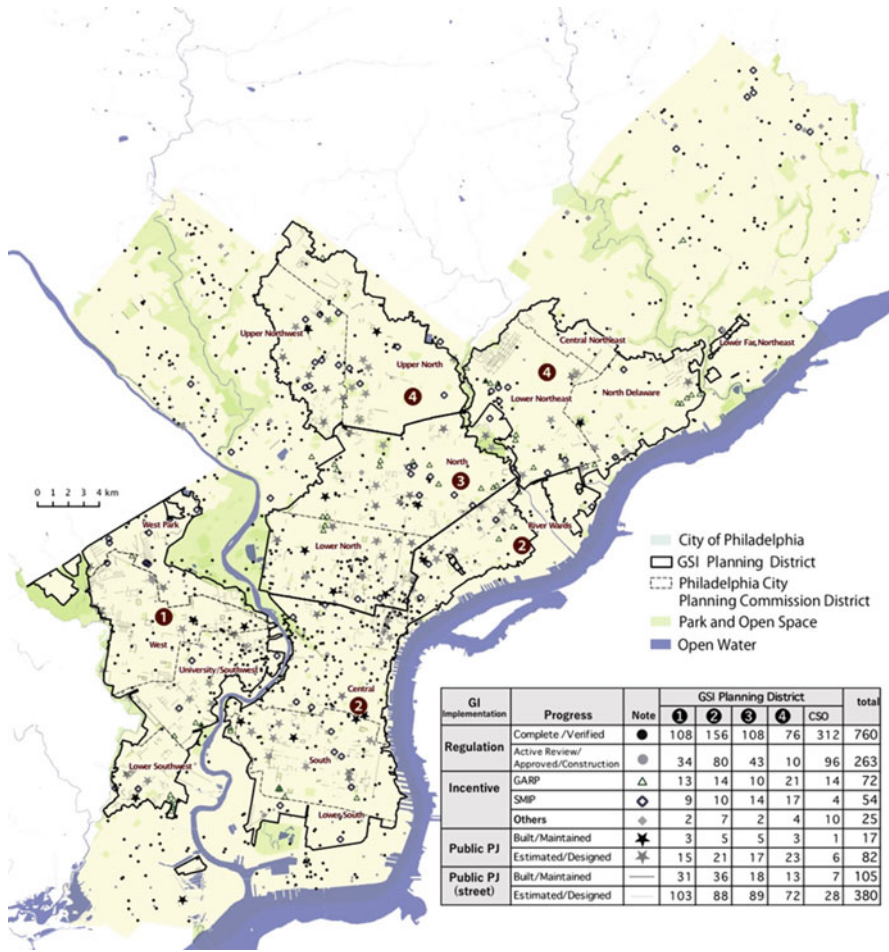 Upper Northwest
Upper North
4
Central Northeast
4
Lower Far, Northeast
Lower Northeast
North Delaware
North
3
0 1 2 3 4 km
West Park
River Wards
2
Lower North
1
West
University/Southwest
Central
2
South
Lower Southwest
Lower South
City of Philadelphia
GSI Planning District
Philadelphia City
Planning Commission District
Park and Open Space
Open Water
GI Implementation Progress Note GSI Planning District total
1 2 3 4 CSO
Regulation Complete /Verified 108 156 108 76 312 760
Active Review/
Approved/Construction 34 80 43 10 96 263
Incentive GARP 13 14 10 21 14 72
SMIP 9 10 14 17 4 54
Others 2 7 2 4 10 25
Public PJ Built/Maintained 3 5 5 3 1 17
Estimated/Designed 15 21 17 23 6 82
Public PJ (street) Built/Maintained 31 36 18 13 7 105
Estimated/Designed 103 88 89 72 28 380